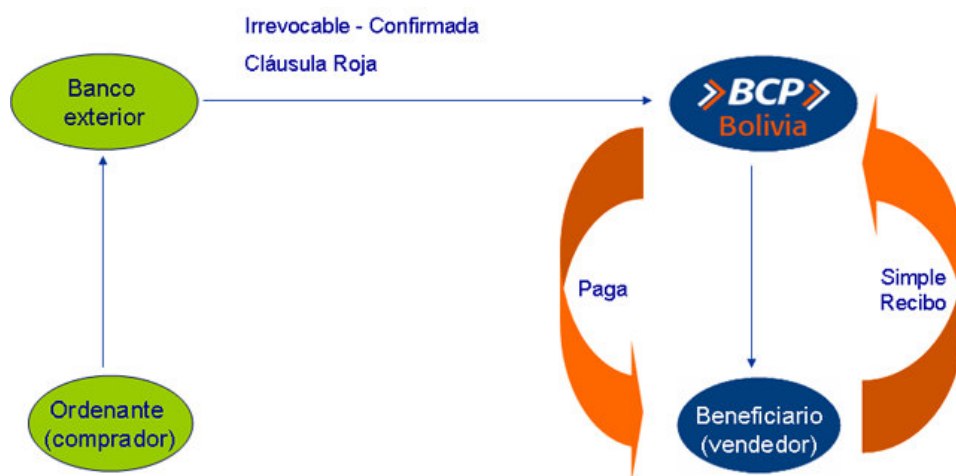 Irrevocable - Confirmada
Cláusula Roja
Banco
exterior
BCP
Bolivia
Paga
Simple
Recibo
Ordenante
(comprador)
Beneficiario
(vendedor)